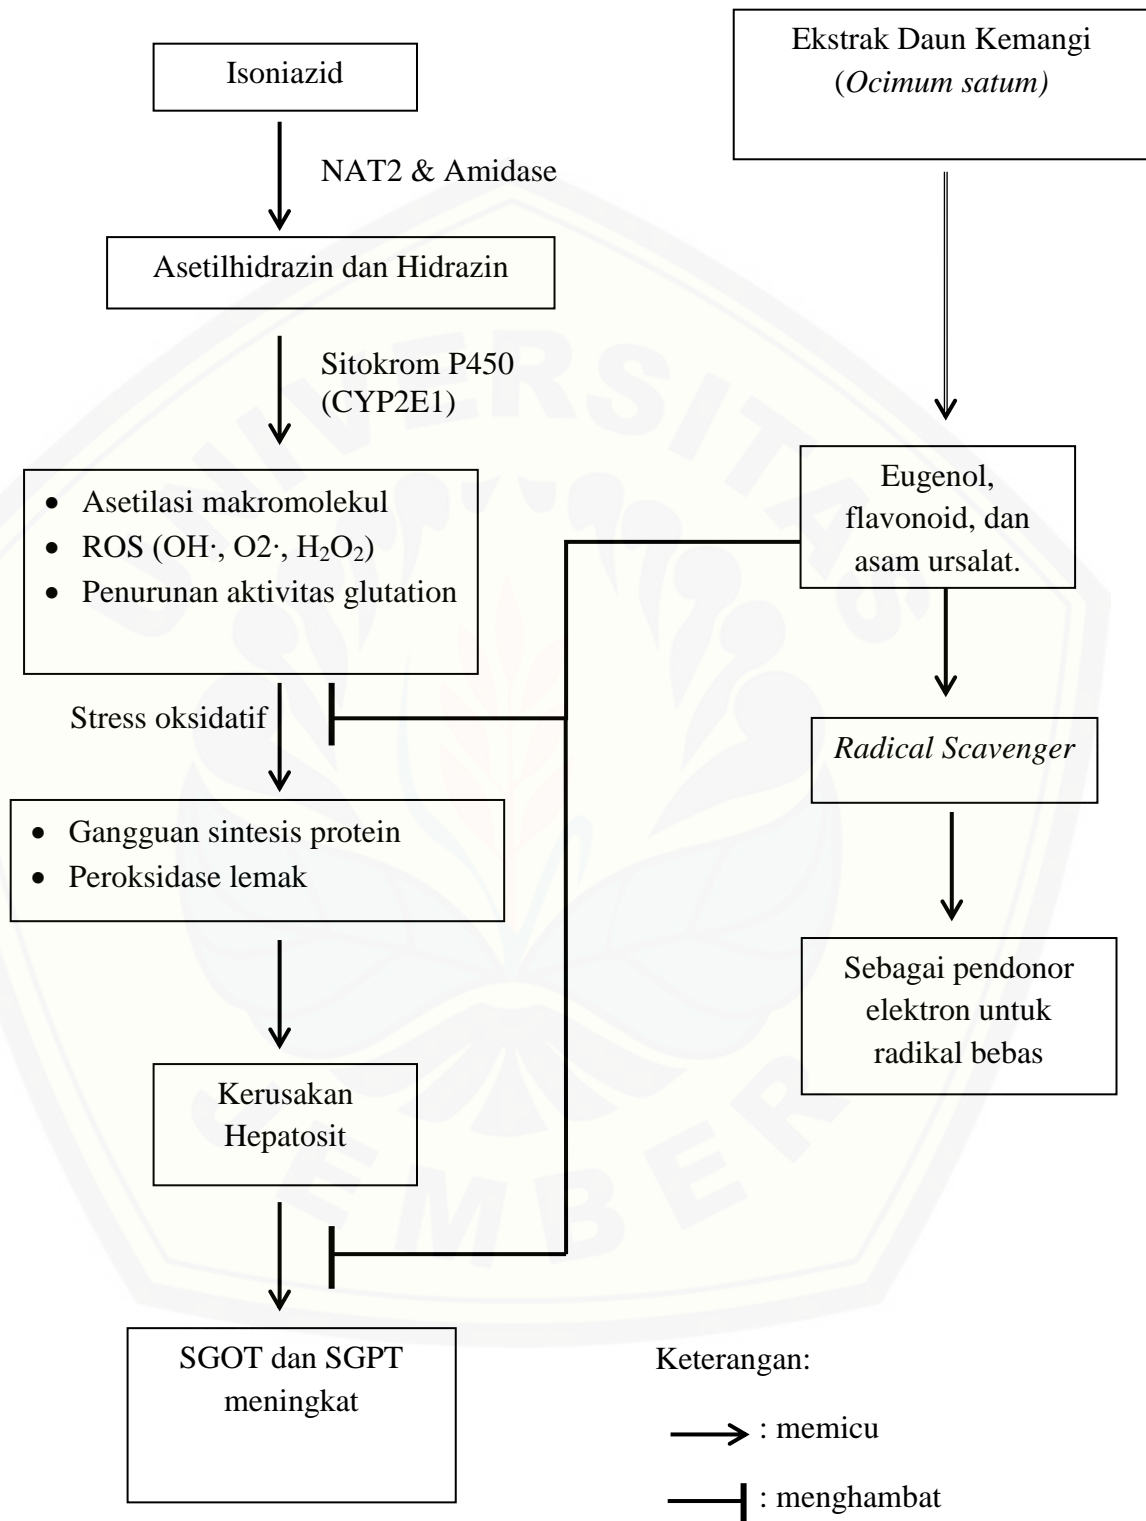 Isoniazid
NAT2 & Amidase
Asetilhidrazin dan Hidrazin
Sitokrom P450
(CYP2E1)
• Asetilasi makromolekul
• ROS (OH·, O2·, H₂O₂)
• Penurunan aktivitas glutation
Stress oksidatif
• Gangguan sintesis protein
• Peroksidase lemak
Kerusakan
Hepatosit
SGOT dan SGPT
meningkat
Ekstrak Daun Kemangi
(Ocimum satum)
Eugenol,
flavonoid, dan
asam ursalat.
Radical Scavenger
Sebagai pendonor
elektron untuk
radikal bebas
Keterangan:
: memicu
: menghambat
UNIVERSITAS
JEMBER